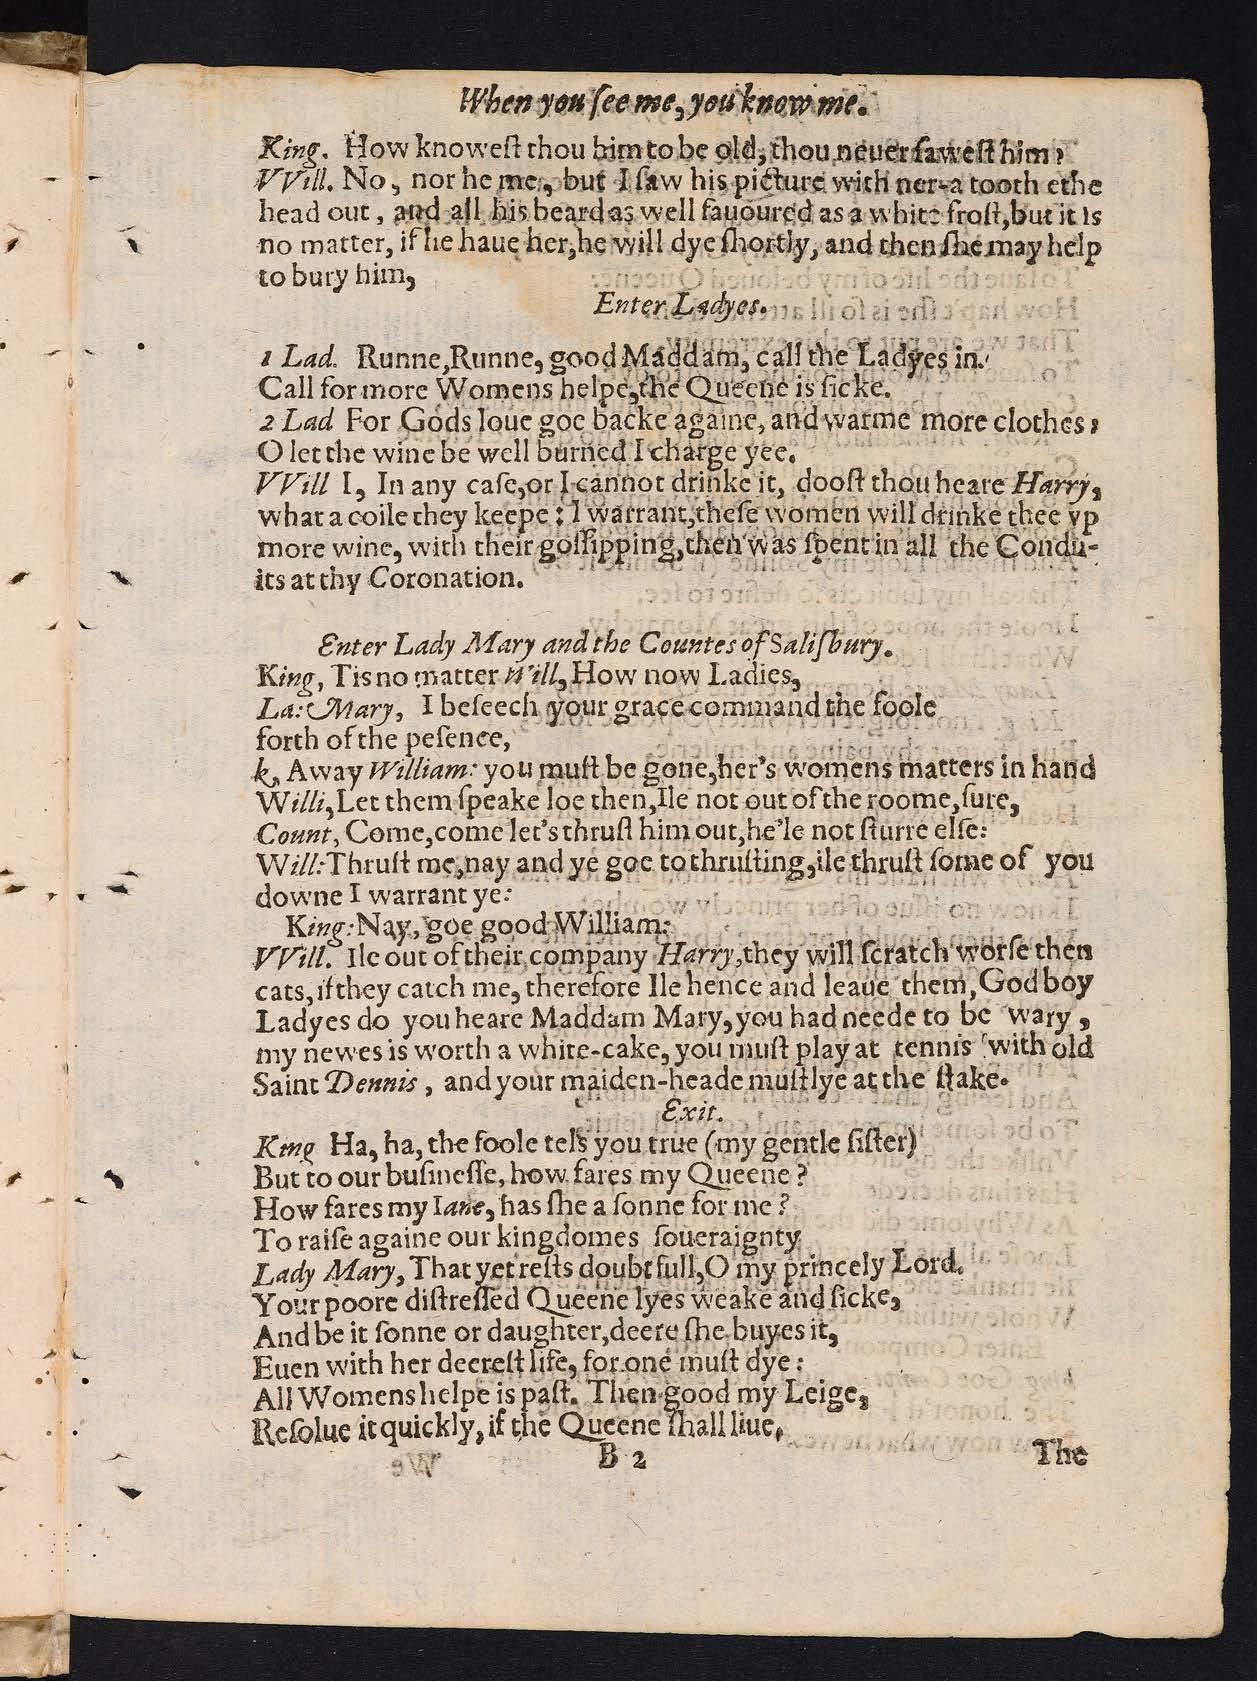 When you ſee me, you know me.
King. How knoweſt thou him to be old, thou neuer ſaweſt him?
VVill. No, nor he me, but I ſaw his picture with ner-a tooth ethe
head out, and all his beard as well fauoured as a white froſt, but it is
no matter, if he haue her, he will dye ſhortly, and then ſhe may help
to bury him,
Enter Ladyes.
1 Lad. Runne, Runne, good Maddam, call the Ladyes in.
Call for more Womens helpe, the Queene is ſicke.
2 Lad For Gods loue goe backe againe, and warme more clothes,
O let the wine be well burned I charge yee.
VVill I, In any caſe, or I cannot drinke it, dooſt thou heare Harry,
what a coile they keepe: I warrant, theſe women will drinke thee vp
more wine, with their goſſipping, then was ſpent in all the Condu-
its at thy Coronation.
Enter Lady Mary and the Countes of Saliſbury.
King, Tis no matter Will, How now Ladies,
La: Mary, I beſeech your grace command the foole
forth of the peſence,
k, Away William: you muſt be gone, her's womens matters in hand
Willi, Let them ſpeake loe then, Ile not out of the roome, ſure,
Count, Come, come let's thruſt him out, he'le not ſturre elſe:
Will: Thruſt me, nay and ye goe to thruſting, ile thruſt ſome of you
downe I warrant ye:
King: Nay, goe good William:
VVill. Ile out of their company Harry, they will ſcratch worſe then
cats, if they catch me, therefore Ile hence and leaue them, God boy
Ladyes do you heare Maddam Mary, you had neede to be wary,
my newes is worth a white-cake, you muſt play at tennis with old
Saint Dennis, and your maiden-heade muſt lye at the ſtake.
Exit.
King Ha, ha, the foole tels you true (my gentle ſiſter)
But to our buſineſſe, how fares my Queene?
How fares my Iane, has ſhe a ſonne for me?
To raiſe againe our kingdomes ſoueraignty
Lady Mary, That yet reſts doubtfull, O my princely Lord.
Your poore diſtreſſed Queene lyes weake and ſicke,
And be it ſonne or daughter, deere ſhe buyes it,
Euen with her deereſt life, for one muſt dye:
All Womens helpe is paſt. Then good my Leige,
Reſolue it quickly, if the Queene ſhall liue,
B 2 The